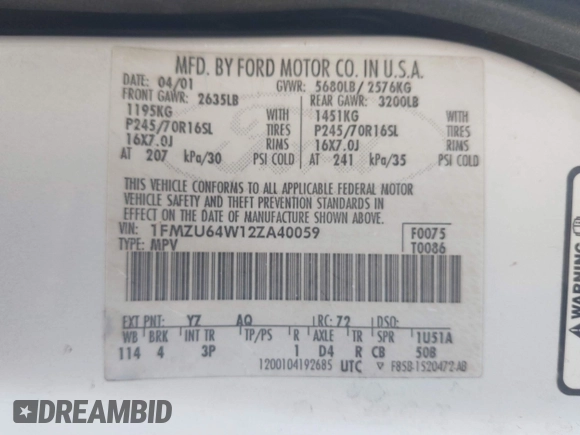 MFD. BY FORD MOTOR CO. IN U.S.A.
DATE: 04/01 GVWR: 5680LB/ 2576KG
FRONT GAWR: 2635LB REAR GAWR: 3200LB
1195KG WITH 1451KG WITH
P245/70R16SL TIRES P245/70R16SL TIRES
16X7.0J RIMS 16X7.0J RIMS
AT 207 kPa/30 PSI COLD AT 241 kPa/35 PSI COLD
THIS VEHICLE CONFORMS TO ALL APPLICABLE FEDERAL MOTOR
VEHICLE SAFETY AND THEFT PREVENTION STANDARDS IN
EFFECT ON THE DATE OF MANUFACTURE SHOWN ABOVE.
VIN: 1FMZU64W12ZA40059 F0075
TYPE: MPV T0086
EXT PNT: YZ AQ RC: 72 DSO:
WB BRK INT TR TP/PS R AXLE TR SPR 1U51A
114 4 3P 1 D4 R CB 508
1200104192685 UTC F85B-1520472-AB
DREAMBID